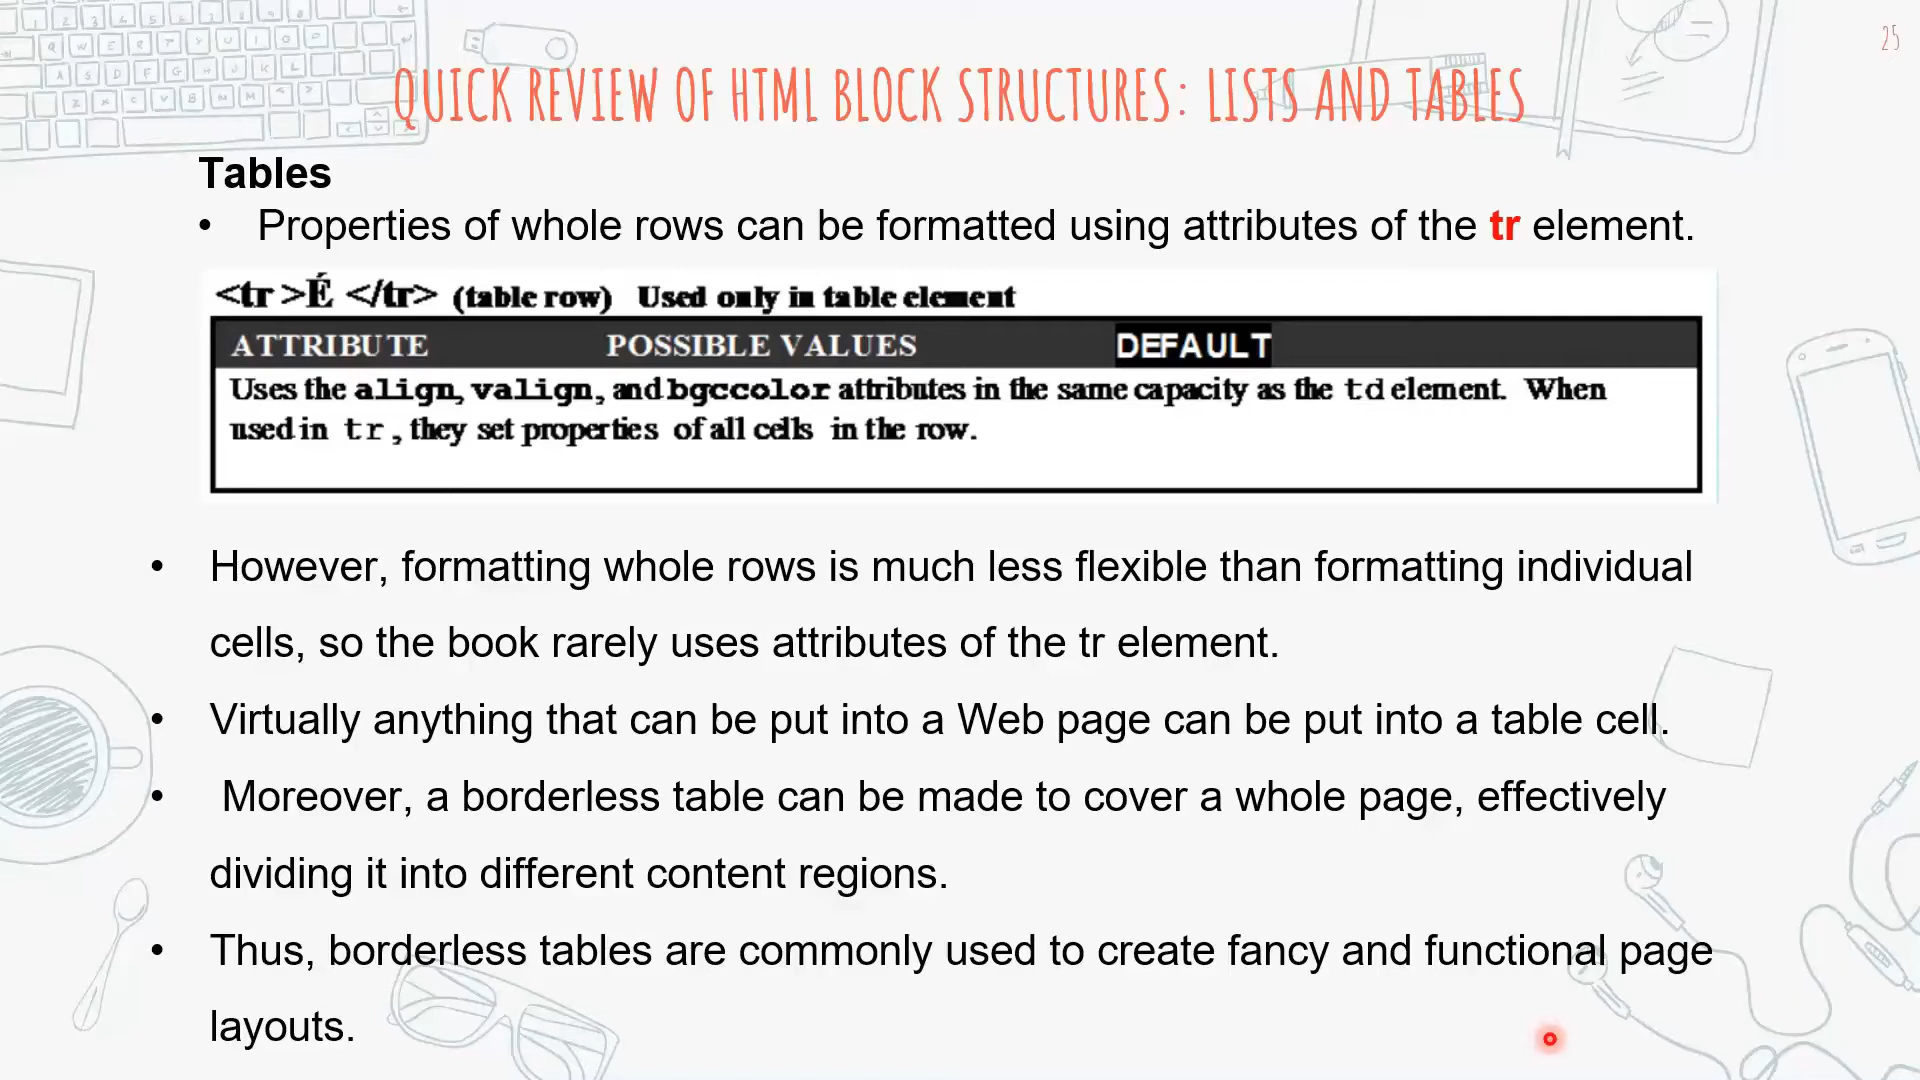 25
QUICK REVIEW OF HTML BLOCK STRUCTURES: LISTS AND TABLES
Tables
• Properties of whole rows can be formatted using attributes of the tr element.
<tr >É </tr> (table row) Used only in table element
ATTRIBUTE POSSIBLE VALUES DEFAULT
Uses the align, valign, and bgccolor attributes in the same capacity as the td element. When
used in tr, they set properties of all cells in the row.
• However, formatting whole rows is much less flexible than formatting individual
cells, so the book rarely uses attributes of the tr element.
• Virtually anything that can be put into a Web page can be put into a table cell.
• Moreover, a borderless table can be made to cover a whole page, effectively
dividing it into different content regions.
• Thus, borderless tables are commonly used to create fancy and functional page
layouts.